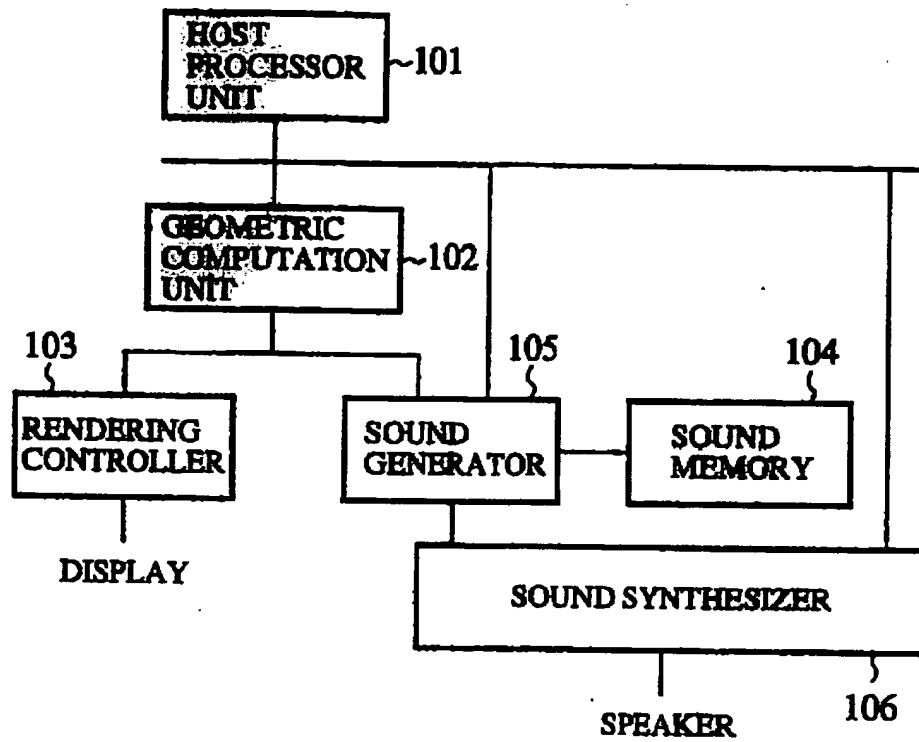 HOST
PROCESSOR
UNIT
101
GEOMETRIC
COMPUTATION
UNIT
102
103
105
104
RENDERING
CONTROLLER
SOUND
GENERATOR
SOUND
MEMORY
DISPLAY
SOUND SYNTHESIZER
106
SPEAKER